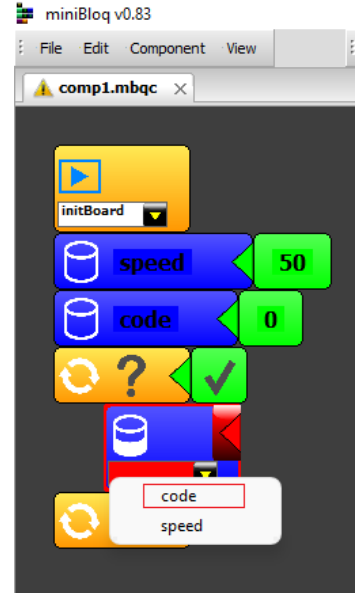 miniBloq v0.83
File Edit Component View
comp1.mbqc
initBoard
speed 50
code 0
?
code
speed